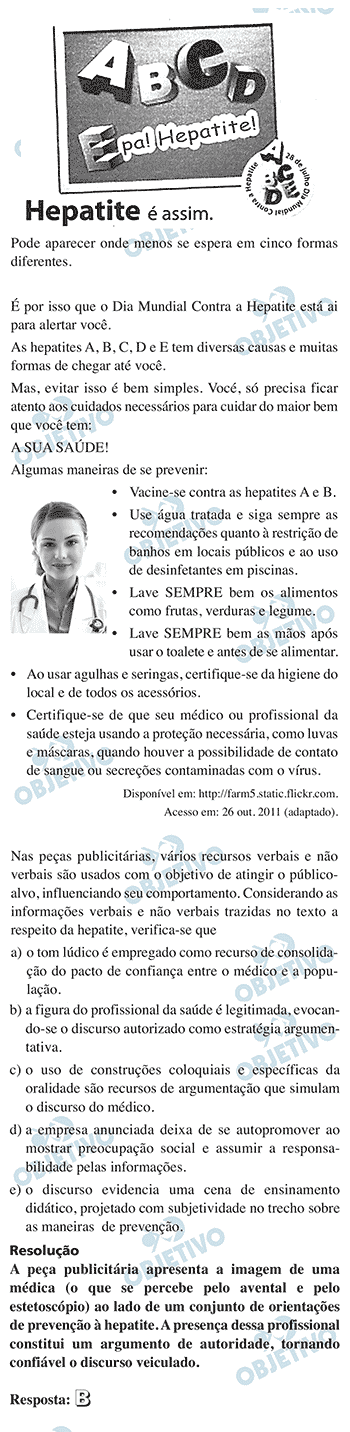 A B C D
Epa! Hepatite!
28 de julho Dia Mundial contra a Hepatite
A B C D E
Hepatite é assim.
Pode aparecer onde menos se espera em cinco formas
diferentes.
É por isso que o Dia Mundial Contra a Hepatite está ai
para alertar você.
As hepatites A, B, C, D e E tem diversas causas e muitas
formas de chegar até você.
Mas, evitar isso é bem simples. Você, só precisa ficar
atento aos cuidados necessários para cuidar do maior bem
que você tem:
A SUA SAÚDE!
Algumas maneiras de se prevenir:
• Vacine-se contra as hepatites A e B.
• Use água tratada e siga sempre as
recomendações quanto à restrição de
banhos em locais públicos e ao uso
de desinfetantes em piscinas.
• Lave SEMPRE bem os alimentos
como frutas, verduras e legume.
• Lave SEMPRE bem as mãos após
usar o toalete e antes de se alimentar.
• Ao usar agulhas e seringas, certifique-se da higiene do
local e de todos os acessórios.
• Certifique-se de que seu médico ou profissional da
saúde esteja usando a proteção necessária, como luvas
e máscaras, quando houver a possibilidade de contato
de sangue ou secreções contaminadas com o vírus.
Disponível em: http://farm5.static.flickr.com.
Acesso em: 26 out. 2011 (adaptado).
Nas peças publicitárias, vários recursos verbais e não
verbais são usados com o objetivo de atingir o público-
alvo, influenciando seu comportamento. Considerando as
informações verbais e não verbais trazidas no texto a
respeito da hepatite, verifica-se que
a) o tom lúdico é empregado como recurso de consolida-
ção do pacto de confiança entre o médico e a popu-
lação.
b) a figura do profissional da saúde é legitimada, evocan-
do-se o discurso autorizado como estratégia argumen-
tativa.
c) o uso de construções coloquiais e específicas da
oralidade são recursos de argumentação que simulam
o discurso do médico.
d) a empresa anunciada deixa de se autopromover ao
mostrar preocupação social e assumir a responsa-
bilidade pelas informações.
e) o discurso evidencia uma cena de ensinamento
didático, projetado com subjetividade no trecho sobre
as maneiras de prevenção.
Resolução
A peça publicitária apresenta a imagem de uma
médica (o que se percebe pelo avental e pelo
estetoscópio) ao lado de um conjunto de orientações
de prevenção à hepatite. A presença dessa profissional
constitui um argumento de autoridade, tornando
confiável o discurso veiculado.
Resposta: B
OBJETIVO